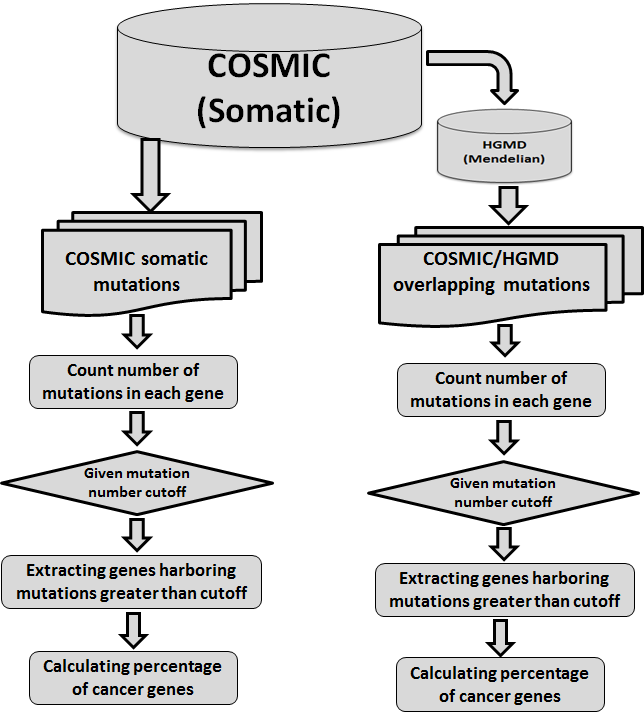 COSMIC
(Somatic)
HGMD
(Mendelian)
COSMIC somatic
mutations
Count number of
mutations in each gene
Given mutation
number cutoff
Extracting genes harboring
mutations greater than cutoff
Calculating percentage
of cancer genes
COSMIC/HGMD
overlapping mutations
Count number of
mutations in each gene
Given mutation
number cutoff
Extracting genes harboring
mutations greater than cutoff
Calculating percentage
of cancer genes